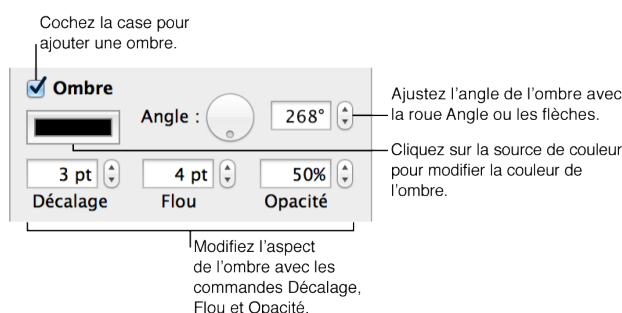 Cochez la case pour
ajouter une ombre.
Ombre
Angle :
268°
Ajustez l'angle de l'ombre avec
la roue Angle ou les flèches.
Cliquez sur la source de couleur
pour modifier la couleur de
l'ombre.
3 pt
4 pt
50%
Décalage
Flou
Opacité
Modifiez l'aspect
de l'ombre avec les
commandes Décalage,
Flou et Opacité.